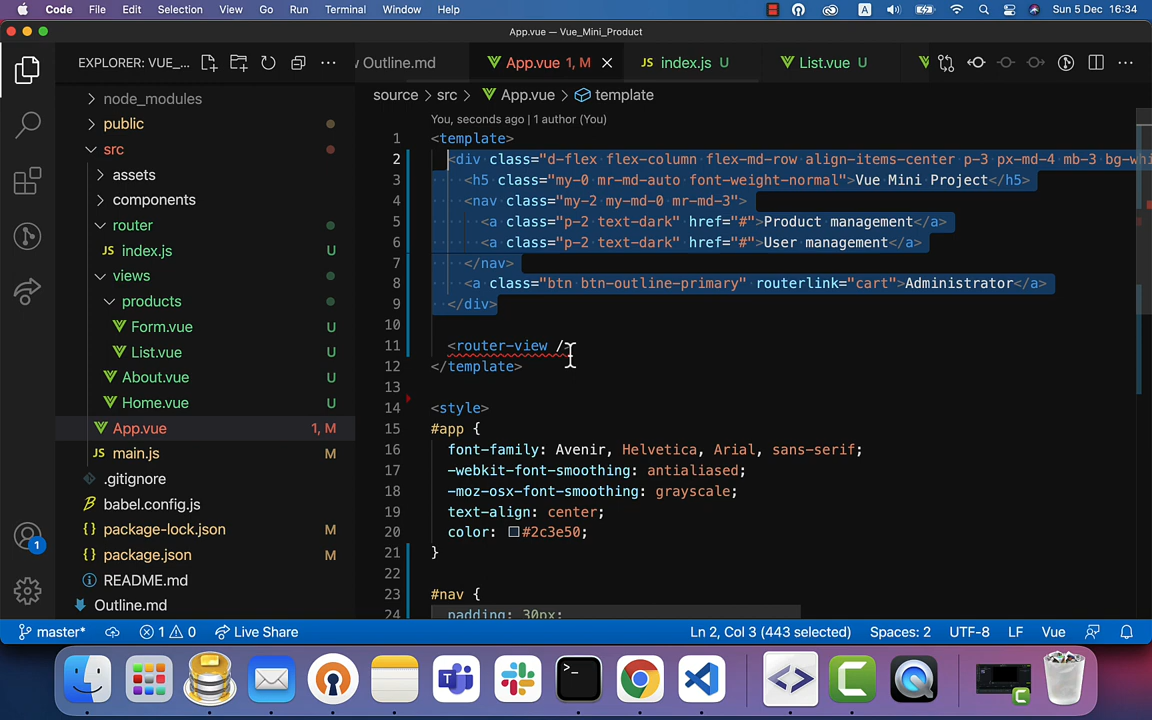 Code File Edit Selection View Go Run Terminal Window Help A Sun 5 Dec 16:34
App.vue — Vue_Mini_Product
EXPLORER: VUE_... Outline.md App.vue 1, M JS index.js U List.vue U
source > src > App.vue > template
You, seconds ago | 1 author (You)
node_modules
public
src
assets
components
router
JS index.js U
views
products
Form.vue U
List.vue U
About.vue U
Home.vue U
App.vue 1, M
JS main.js M
.gitignore
babel.config.js
{} package-lock.json M
{} package.json M
README.md
Outline.md
1
1 <template>
2 <div class="d-flex flex-column flex-md-row align-items-center p-3 px-md-4 mb-3 bg-whi
3 <h5 class="my-0 mr-md-auto font-weight-normal">Vue Mini Project</h5>
4 <nav class="my-2 my-md-0 mr-md-3">
5 <a class="p-2 text-dark" href="#">Product management</a>
6 <a class="p-2 text-dark" href="#">User management</a>
7 </nav>
8 <a class="btn btn-outline-primary" routerlink="cart">Administrator</a>
9 </div>
10
11 <router-view />
12 </template>
13
14 <style>
15 #app {
16 font-family: Avenir, Helvetica, Arial, sans-serif;
17 -webkit-font-smoothing: antialiased;
18 -moz-osx-font-smoothing: grayscale;
19 text-align: center;
20 color: #2c3e50;
21 }
22
23 #nav {
24 padding: 30px;
master* 1 0 Live Share Ln 2, Col 3 (443 selected) Spaces: 2 UTF-8 LF Vue